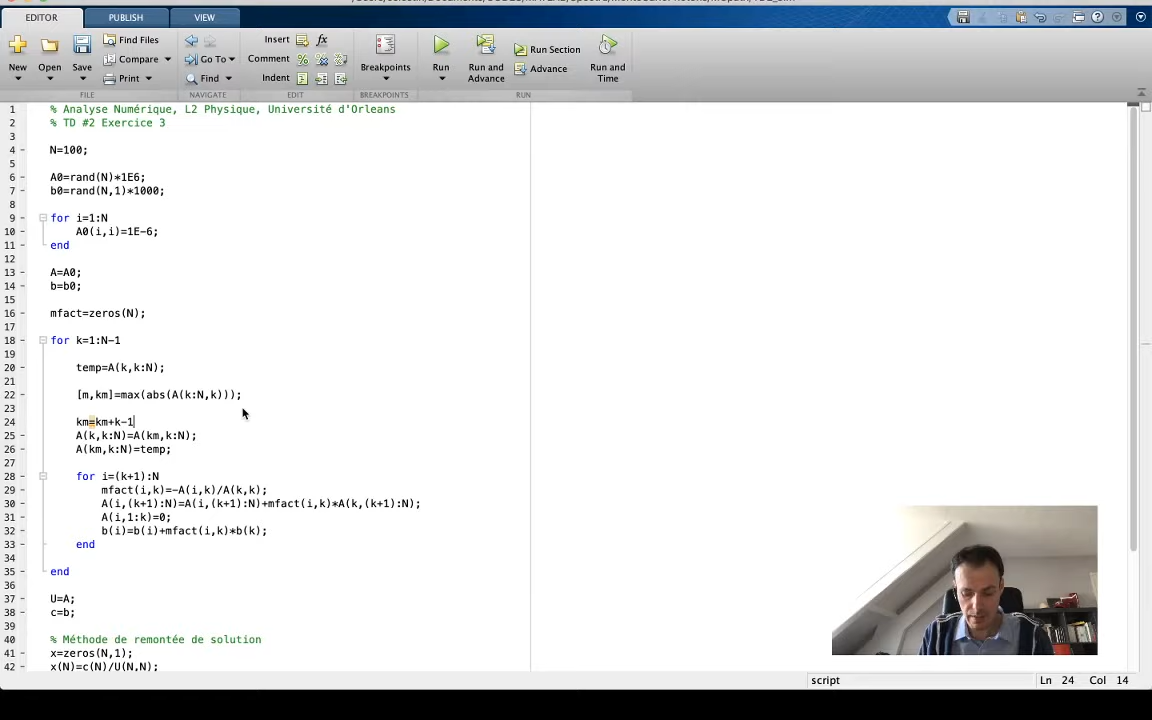 EDITOR PUBLISH VIEW
New Open Save Find Files Compare Print Go To Find Insert fx Comment Indent Breakpoints Run Run and Advance Run Section Advance Run and Time
FILE NAVIGATE EDIT BREAKPOINTS RUN
1 % Analyse Numérique, L2 Physique, Université d'Orleans
2 % TD #2 Exercice 3
3
4 - N=100;
5
6 - A0=rand(N)*1E6;
7 - b0=rand(N,1)*1000;
8
9 - for i=1:N
10 - A0(i,i)=1E-6;
11 - end
12
13 - A=A0;
14 - b=b0;
15
16 - mfact=zeros(N);
17
18 - for k=1:N-1
19
20 - temp=A(k,k:N);
21
22 - [m,km]=max(abs(A(k:N,k)));
23
24 - km=km+k-1
25 - A(k,k:N)=A(km,k:N);
26 - A(km,k:N)=temp;
27
28 - for i=(k+1):N
29 - mfact(i,k)=-A(i,k)/A(k,k);
30 - A(i,(k+1):N)=A(i,(k+1):N)+mfact(i,k)*A(k,(k+1):N);
31 - A(i,1:k)=0;
32 - b(i)=b(i)+mfact(i,k)*b(k);
33 - end
34
35 - end
36
37 - U=A;
38 - c=b;
39
40 % Méthode de remontée de solution
41 - x=zeros(N,1);
42 - x(N)=c(N)/U(N,N);
script Ln 24 Col 14